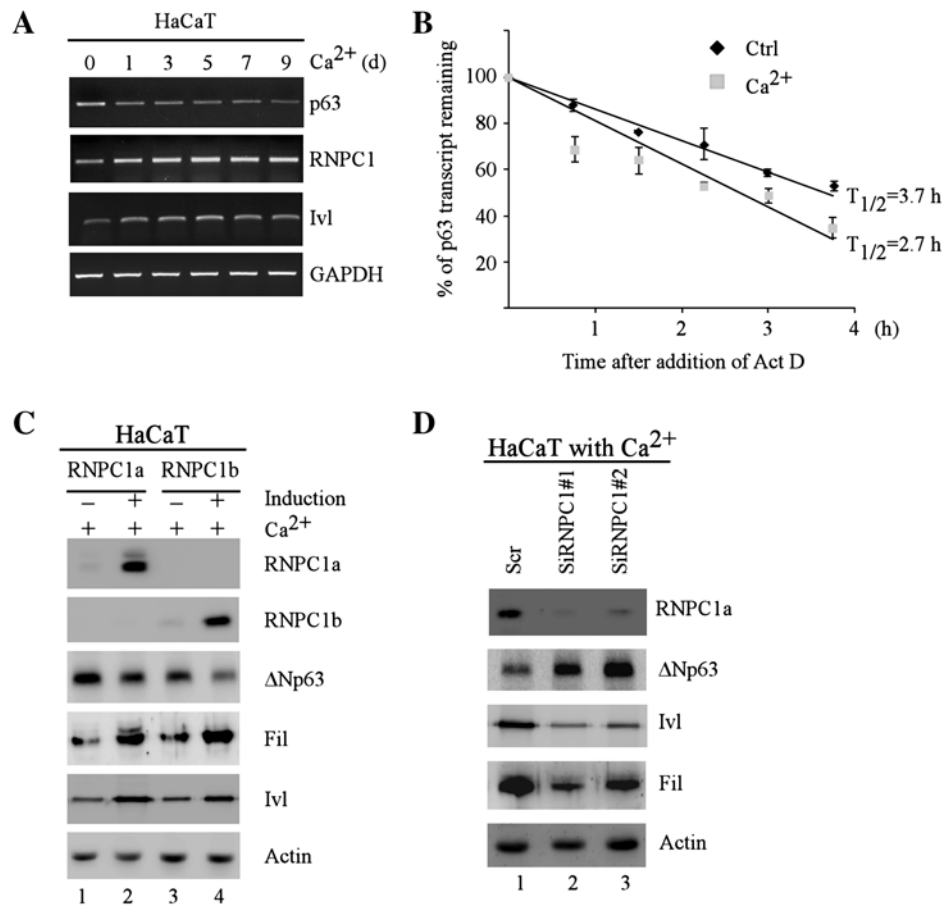 A
HaCaT
0 1 3 5 7 9 Ca2+ (d)
p63
RNPC1
Ivl
GAPDH
B
% of p63 transcript remaining
100
80
60
40
20
Ctrl
Ca2+
T1/2=3.7 h
T1/2=2.7 h
1 2 3 4 (h)
Time after addition of Act D
C
HaCaT
RNPC1a RNPC1b
– + – + Induction
+ + + + Ca2+
RNPC1a
RNPC1b
ΔNp63
Fil
Ivl
Actin
1 2 3 4
D
HaCaT with Ca2+
Scr
SiRNPC1#1
SiRNPC1#2
RNPC1a
ΔNp63
Ivl
Fil
Actin
1 2 3